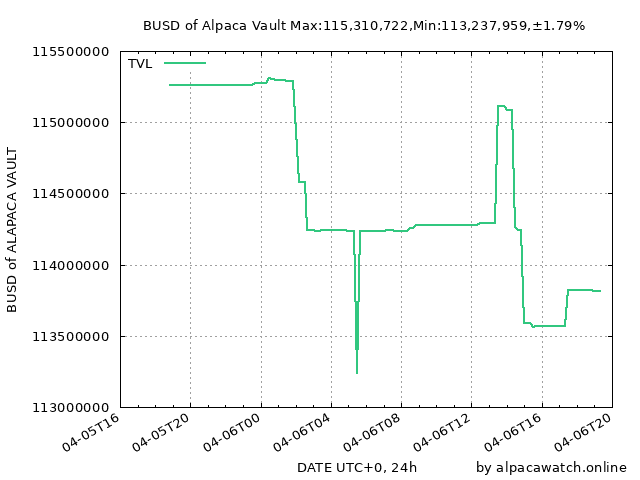 BUSD of Alpaca Vault Max:115,310,722,Min:113,237,959,±1.79%
TVL
115500000
115000000
114500000
114000000
113500000
113000000
BUSD of ALAPACA VAULT
04-05T16
04-05T20
04-06T00
04-06T04
04-06T08
04-06T12
04-06T16
04-06T20
DATE UTC+0, 24h
by alpacawatch.online